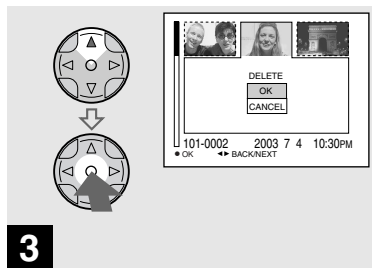 DELETE
OK
CANCEL
101-0002 2003 7 4 10:30PM
● OK ◄► BACK/NEXT
3